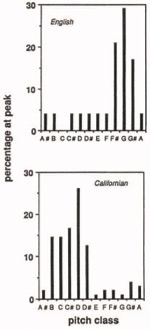 English
percentage at peak
30
20
10
0
A A# B C C# D D# E F F# G G# A
A#
Californian
30
20
10
0
A A# B C C# D D# E F F# G G# A
A#
pitch class